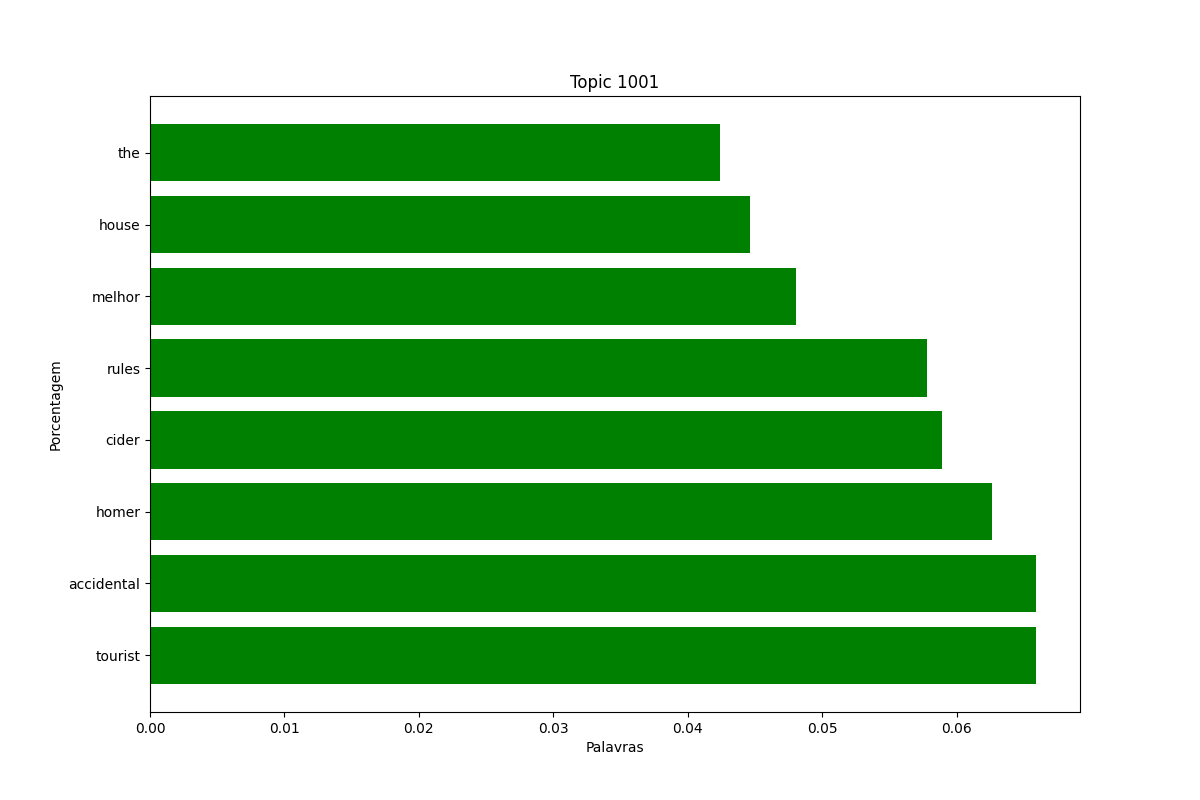 Topic 1001
the
house
melhor
rules
cider
homer
accidental
tourist
Porcentagem
0.00 0.01 0.02 0.03 0.04 0.05 0.06
Palavras